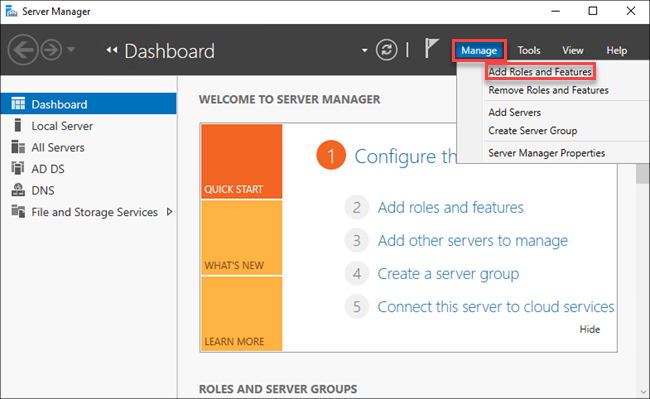 Server Manager
Dashboard
Manage Tools View Help
Add Roles and Features
Remove Roles and Features
Add Servers
Create Server Group
Server Manager Properties
Dashboard
Local Server
All Servers
AD DS
DNS
File and Storage Services
WELCOME TO SERVER MANAGER
QUICK START
WHAT'S NEW
LEARN MORE
1 Configure th
2 Add roles and features
3 Add other servers to manage
4 Create a server group
5 Connect this server to cloud services
Hide
ROLES AND SERVER GROUPS